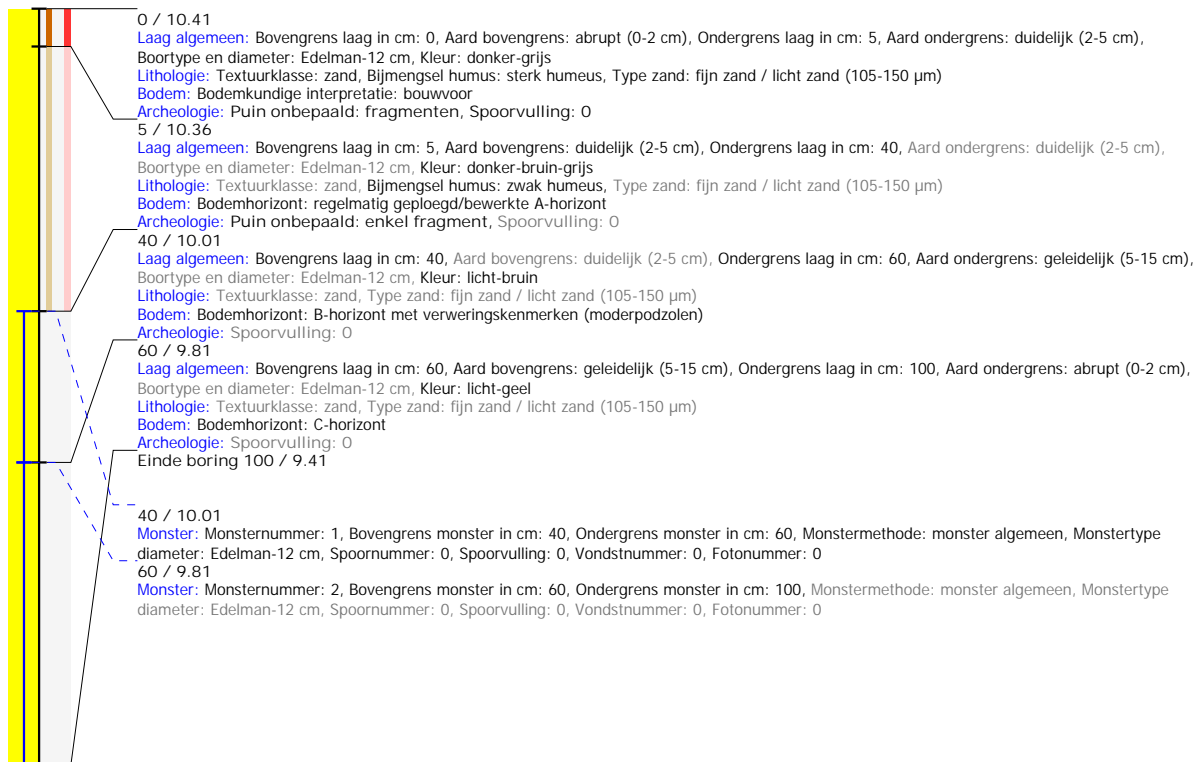 0 / 10.41
Laag algemeen: Bovengrens laag in cm: 0, Aard bovengrens: abrupt (0-2 cm), Ondergrens laag in cm: 5, Aard ondergrens: duidelijk (2-5 cm),
Boortype en diameter: Edelman-12 cm, Kleur: donker-grijs
Lithologie: Textuurklasse: zand, Bijmengsel humus: sterk humeus, Type zand: fijn zand / licht zand (105-150 µm)
Bodem: Bodemkundige interpretatie: bouwvoor
Archeologie: Puin onbepaald: fragmenten, Spoorvulling: 0
5 / 10.36
Laag algemeen: Bovengrens laag in cm: 5, Aard bovengrens: duidelijk (2-5 cm), Ondergrens laag in cm: 40, Aard ondergrens: duidelijk (2-5 cm),
Boortype en diameter: Edelman-12 cm, Kleur: donker-bruin-grijs
Lithologie: Textuurklasse: zand, Bijmengsel humus: zwak humeus, Type zand: fijn zand / licht zand (105-150 µm)
Bodem: Bodemhorizont: regelmatig geploegd/bewerkte A-horizont
Archeologie: Puin onbepaald: enkel fragment, Spoorvulling: 0
40 / 10.01
Laag algemeen: Bovengrens laag in cm: 40, Aard bovengrens: duidelijk (2-5 cm), Ondergrens laag in cm: 60, Aard ondergrens: geleidelijk (5-15 cm),
Boortype en diameter: Edelman-12 cm, Kleur: licht-bruin
Lithologie: Textuurklasse: zand, Type zand: fijn zand / licht zand (105-150 µm)
Bodem: Bodemhorizont: B-horizont met verweringskenmerken (moderpodzolen)
Archeologie: Spoorvulling: 0
60 / 9.81
Laag algemeen: Bovengrens laag in cm: 60, Aard bovengrens: geleidelijk (5-15 cm), Ondergrens laag in cm: 100, Aard ondergrens: abrupt (0-2 cm),
Boortype en diameter: Edelman-12 cm, Kleur: licht-geel
Lithologie: Textuurklasse: zand, Type zand: fijn zand / licht zand (105-150 µm)
Bodem: Bodemhorizont: C-horizont
Archeologie: Spoorvulling: 0
Einde boring 100 / 9.41
40 / 10.01
Monster: Monsternummer: 1, Bovengrens monster in cm: 40, Ondergrens monster in cm: 60, Monstermethode: monster algemeen, Monstertype
diameter: Edelman-12 cm, Spoornummer: 0, Spoorvulling: 0, Vondstnummer: 0, Fotonummer: 0
60 / 9.81
Monster: Monsternummer: 2, Bovengrens monster in cm: 60, Ondergrens monster in cm: 100, Monstermethode: monster algemeen, Monstertype
diameter: Edelman-12 cm, Spoornummer: 0, Spoorvulling: 0, Vondstnummer: 0, Fotonummer: 0